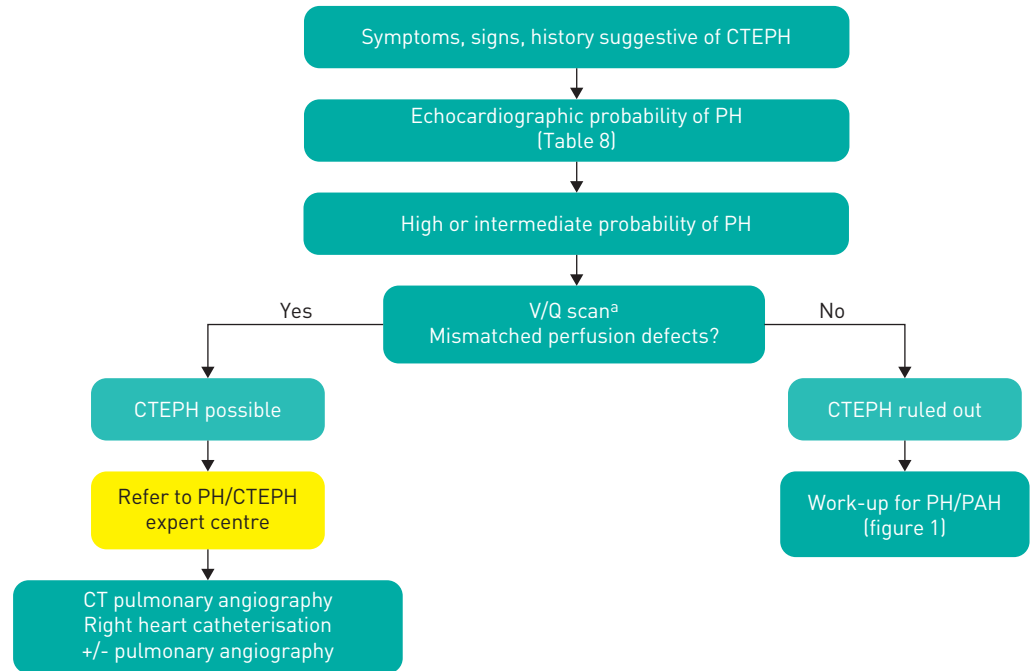 Symptoms, signs, history suggestive of CTEPH
Echocardiographic probability of PH
(Table 8)
High or intermediate probability of PH
Yes
V/Q scanᵃ
Mismatched perfusion defects?
No
CTEPH possible
CTEPH ruled out
Refer to PH/CTEPH
expert centre
Work-up for PH/PAH
(figure 1)
CT pulmonary angiography
Right heart catheterisation
+/- pulmonary angiography